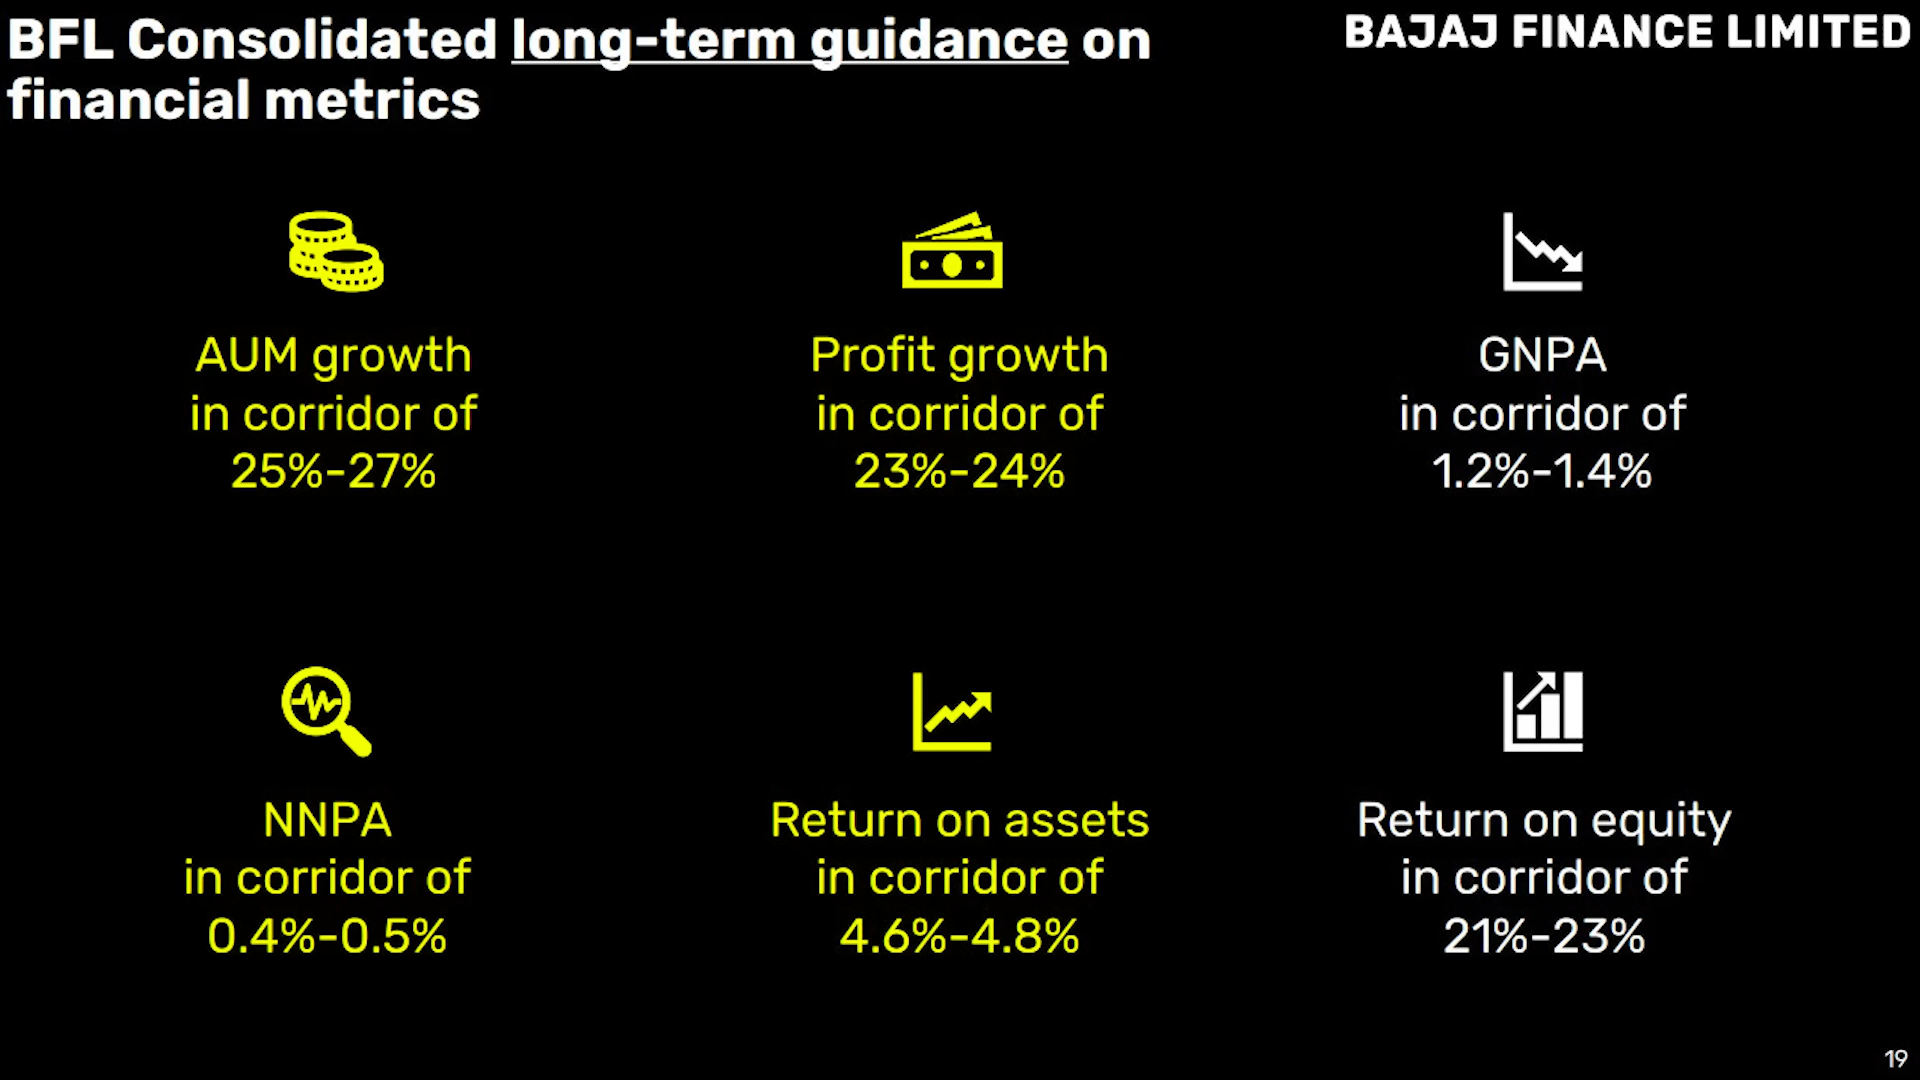 BFL Consolidated long-term guidance on
financial metrics
BAJAJ FINANCE LIMITED
AUM growth
in corridor of
25%-27%
Profit growth
in corridor of
23%-24%
GNPA
in corridor of
1.2%-1.4%
NNPA
in corridor of
0.4%-0.5%
Return on assets
in corridor of
4.6%-4.8%
Return on equity
in corridor of
21%-23%
19